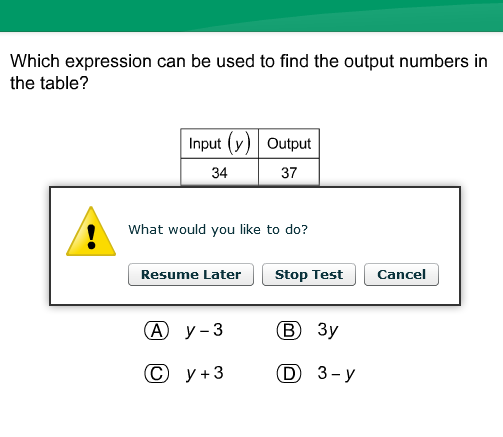 Which expression can be used to find the output numbers in
the table?
Input (y) Output
34 37
What would you like to do?
Resume Later Stop Test Cancel
A y – 3 B 3y
C y + 3 D 3 – y